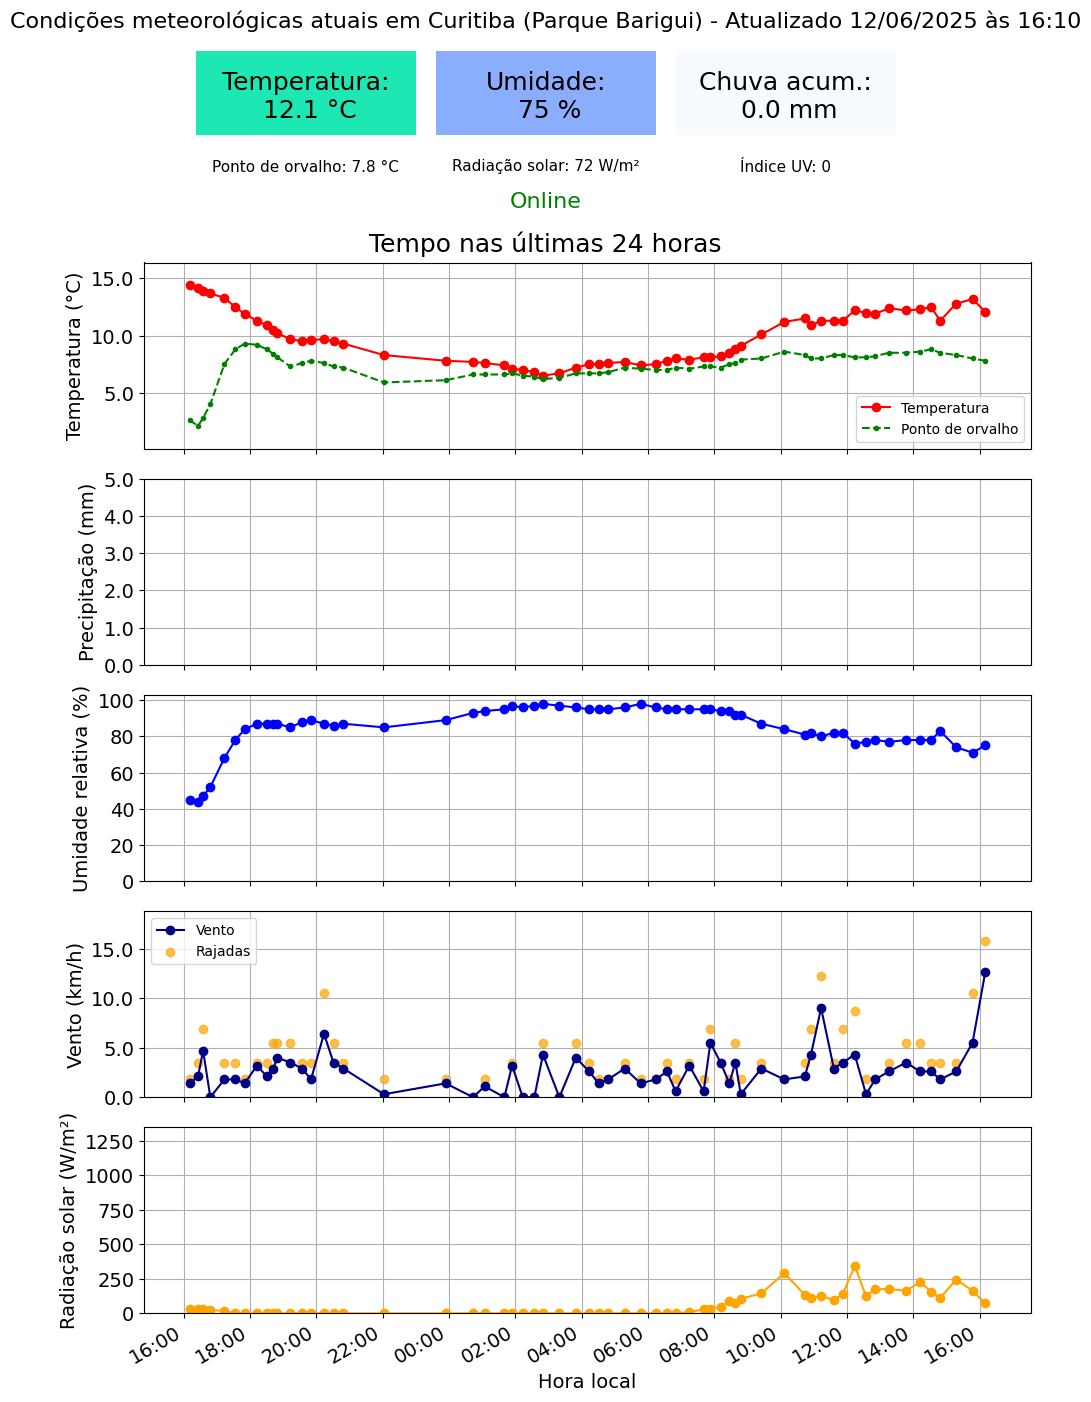 Condições meteorológicas atuais em Curitiba (Parque Barigui) - Atualizado 12/06/2025 às 16:10
Temperatura:
12.1 °C
Umidade:
75 %
Chuva acum.:
0.0 mm
Ponto de orvalho: 7.8 °C
Radiação solar: 72 W/m²
Índice UV: 0
Online
Tempo nas últimas 24 horas
Temperatura (°C)
15.0
10.0
5.0
Temperatura
Ponto de orvalho
Precipitação (mm)
5.0
4.0
3.0
2.0
1.0
0.0
Umidade relativa (%)
100
80
60
40
20
0
Vento (km/h)
15.0
10.0
5.0
0.0
Vento
Rajadas
Radiação solar (W/m²)
1250
1000
750
500
250
0
16:00 18:00 20:00 22:00 00:00 02:00 04:00 06:00 08:00 10:00 12:00 14:00 16:00
Hora local